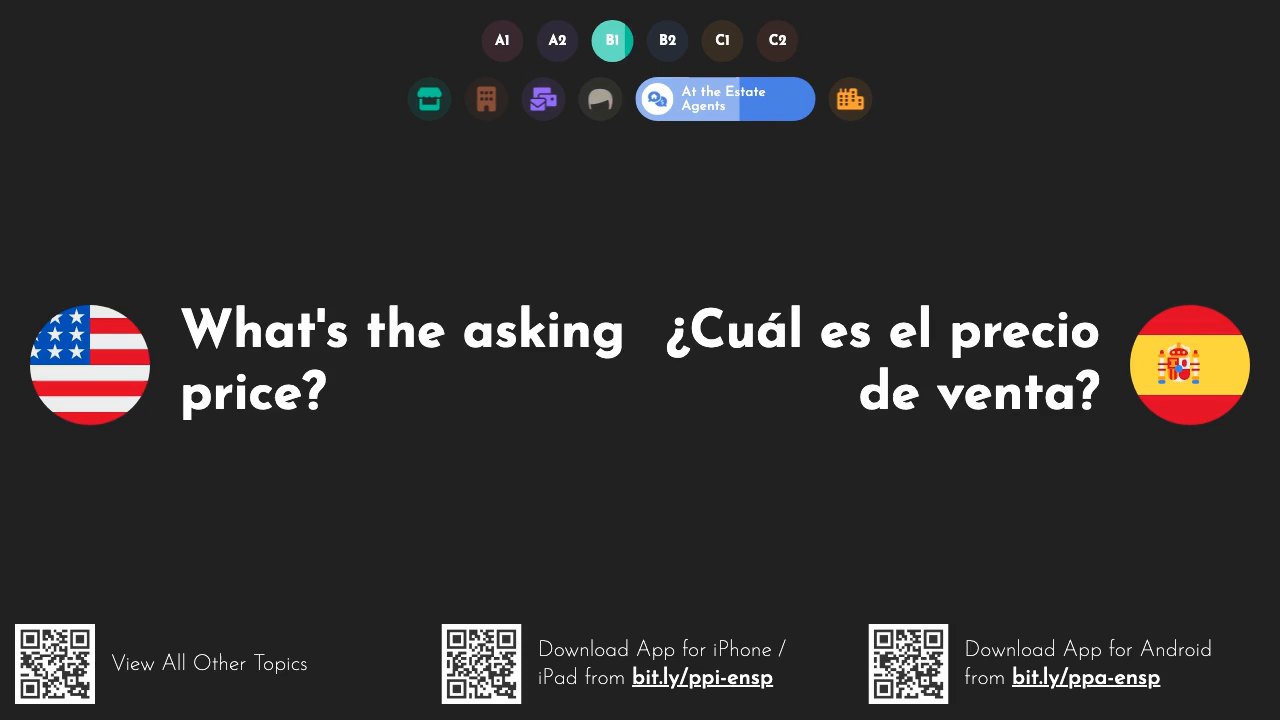 A1 A2 B1 B2 C1 C2
At the Estate
Agents
What's the asking
price?
¿Cuál es el precio
de venta?
View All Other Topics
Download App for iPhone /
iPad from bit.ly/ppi-ensp
Download App for Android
from bit.ly/ppa-ensp